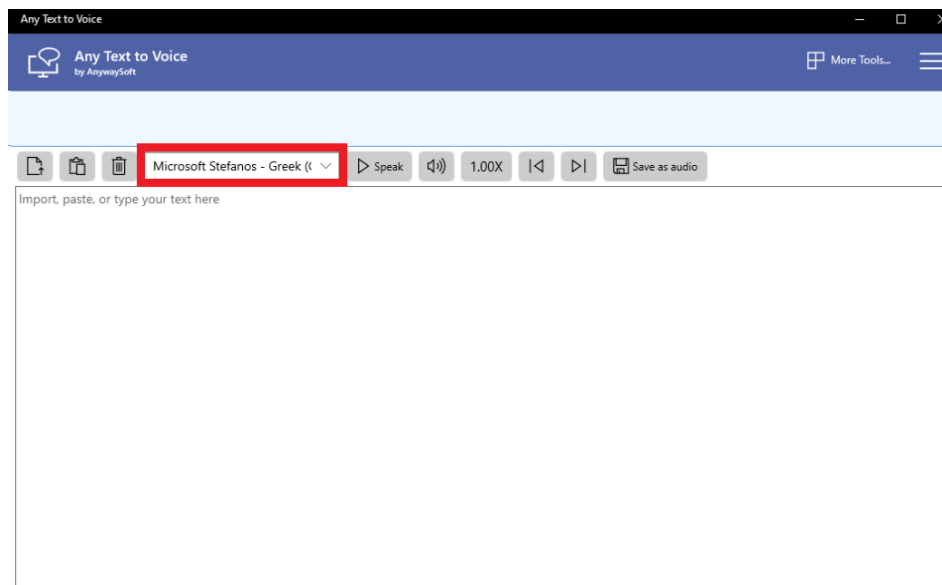 Any Text to Voice
Any Text to Voice
by AnywaySoft
More Tools...
Microsoft Stefanos - Greek (
Speak
1.00X
Save as audio
Import, paste, or type your text here